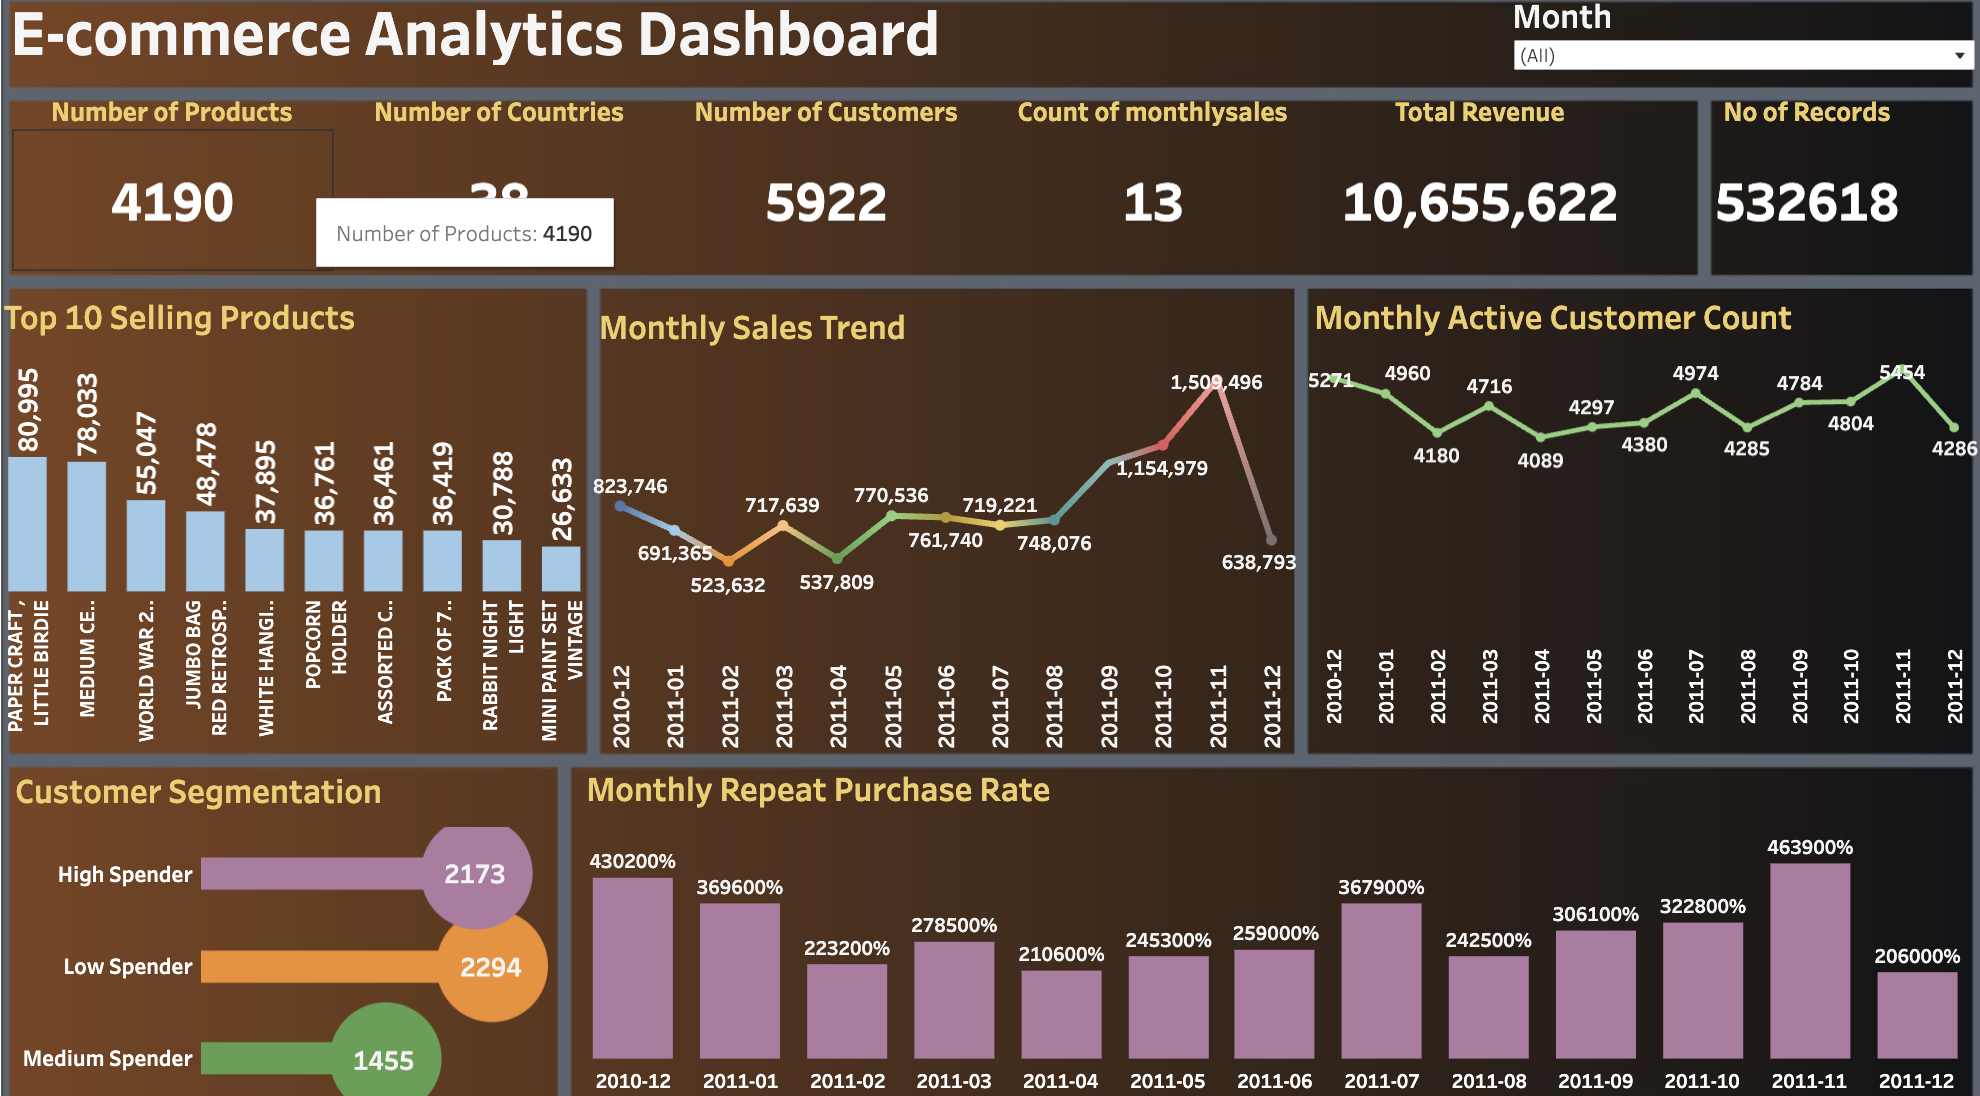 E-commerce Analytics Dashboard
Month
(All)
Number of Products
Number of Countries
Number of Customers
Count of monthlysales
Total Revenue
No of Records
4190
38
5922
13
10,655,622
532618
Number of Products: 4190
Top 10 Selling Products
80,995
78,033
55,047
48,478
37,895
36,761
36,461
36,419
30,788
26,633
PAPER CRAFT ,
LITTLE BIRDIE
MEDIUM CE..
WORLD WAR 2..
JUMBO BAG
RED RETROSP..
WHITE HANGI..
POPCORN
HOLDER
ASSORTED C..
PACK OF 7..
RABBIT NIGHT
LIGHT
MINI PAINT SET
VINTAGE
Monthly Sales Trend
823,746
691,365
523,632
717,639
537,809
770,536
761,740
719,221
748,076
1,154,979
1,509,496
638,793
2010-12
2011-01
2011-02
2011-03
2011-04
2011-05
2011-06
2011-07
2011-08
2011-09
2011-10
2011-11
2011-12
Monthly Active Customer Count
5271
4960
4180
4716
4089
4297
4380
4974
4285
4784
4804
5454
4286
2010-12
2011-01
2011-02
2011-03
2011-04
2011-05
2011-06
2011-07
2011-08
2011-09
2011-10
2011-11
2011-12
Customer Segmentation
High Spender
2173
Low Spender
2294
Medium Spender
1455
Monthly Repeat Purchase Rate
430200%
369600%
223200%
278500%
210600%
245300%
259000%
367900%
242500%
306100%
322800%
463900%
206000%
2010-12
2011-01
2011-02
2011-03
2011-04
2011-05
2011-06
2011-07
2011-08
2011-09
2011-10
2011-11
2011-12